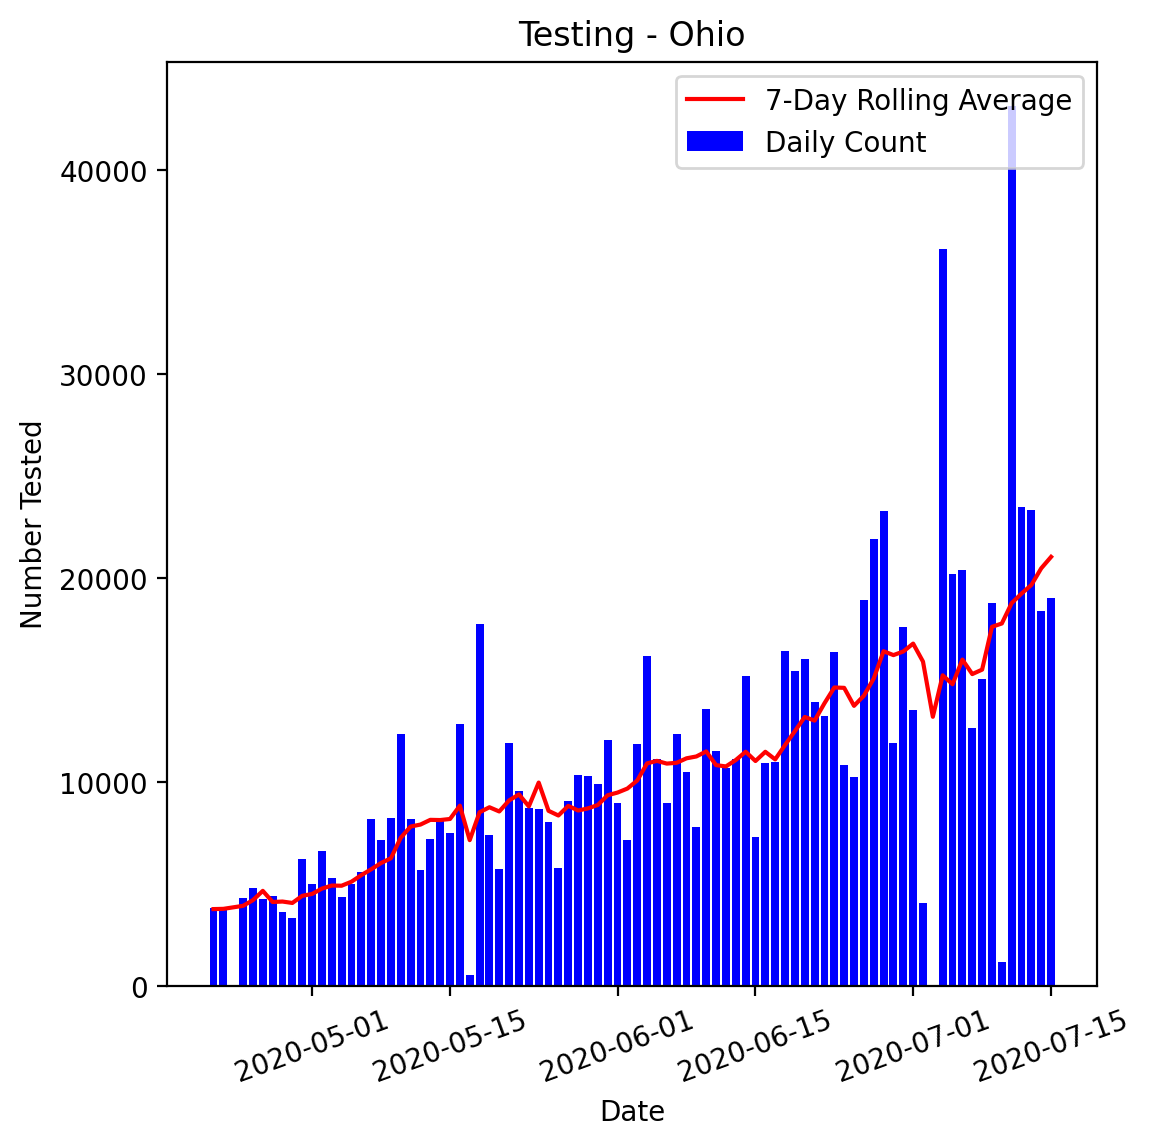 Testing - Ohio
7-Day Rolling Average
Daily Count
40000
30000
20000
10000
0
Number Tested
2020-05-01
2020-05-15
2020-06-01
2020-06-15
2020-07-01
2020-07-15
Date